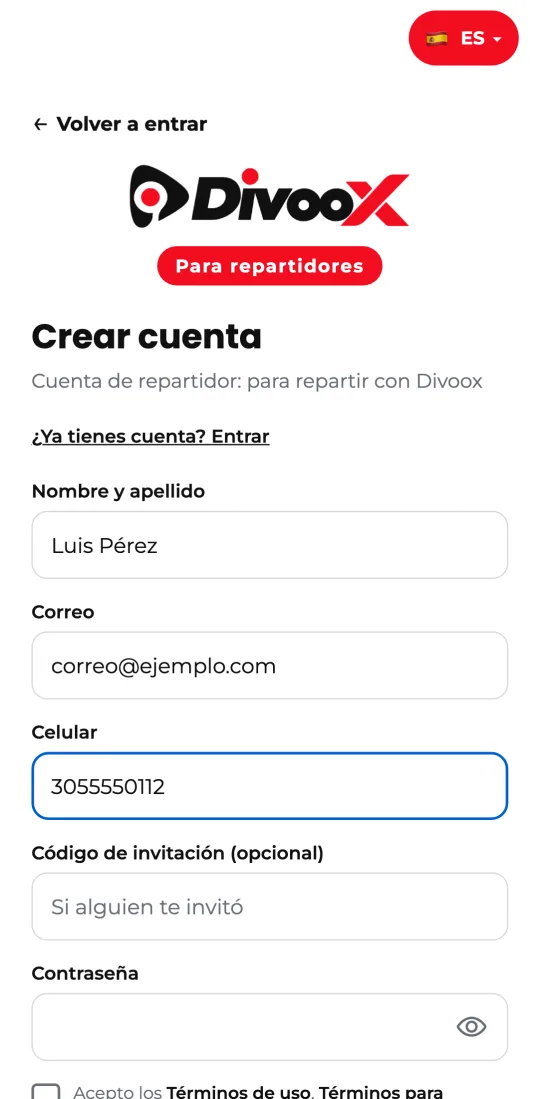 ES
← Volver a entrar
DivooX
Para repartidores
Crear cuenta
Cuenta de repartidor: para repartir con Divoox
¿Ya tienes cuenta? Entrar
Nombre y apellido
Luis Pérez
Correo
correo@ejemplo.com
Celular
3055550112
Código de invitación (opcional)
Si alguien te invitó
Contraseña
Acepto los Términos de uso, Términos para